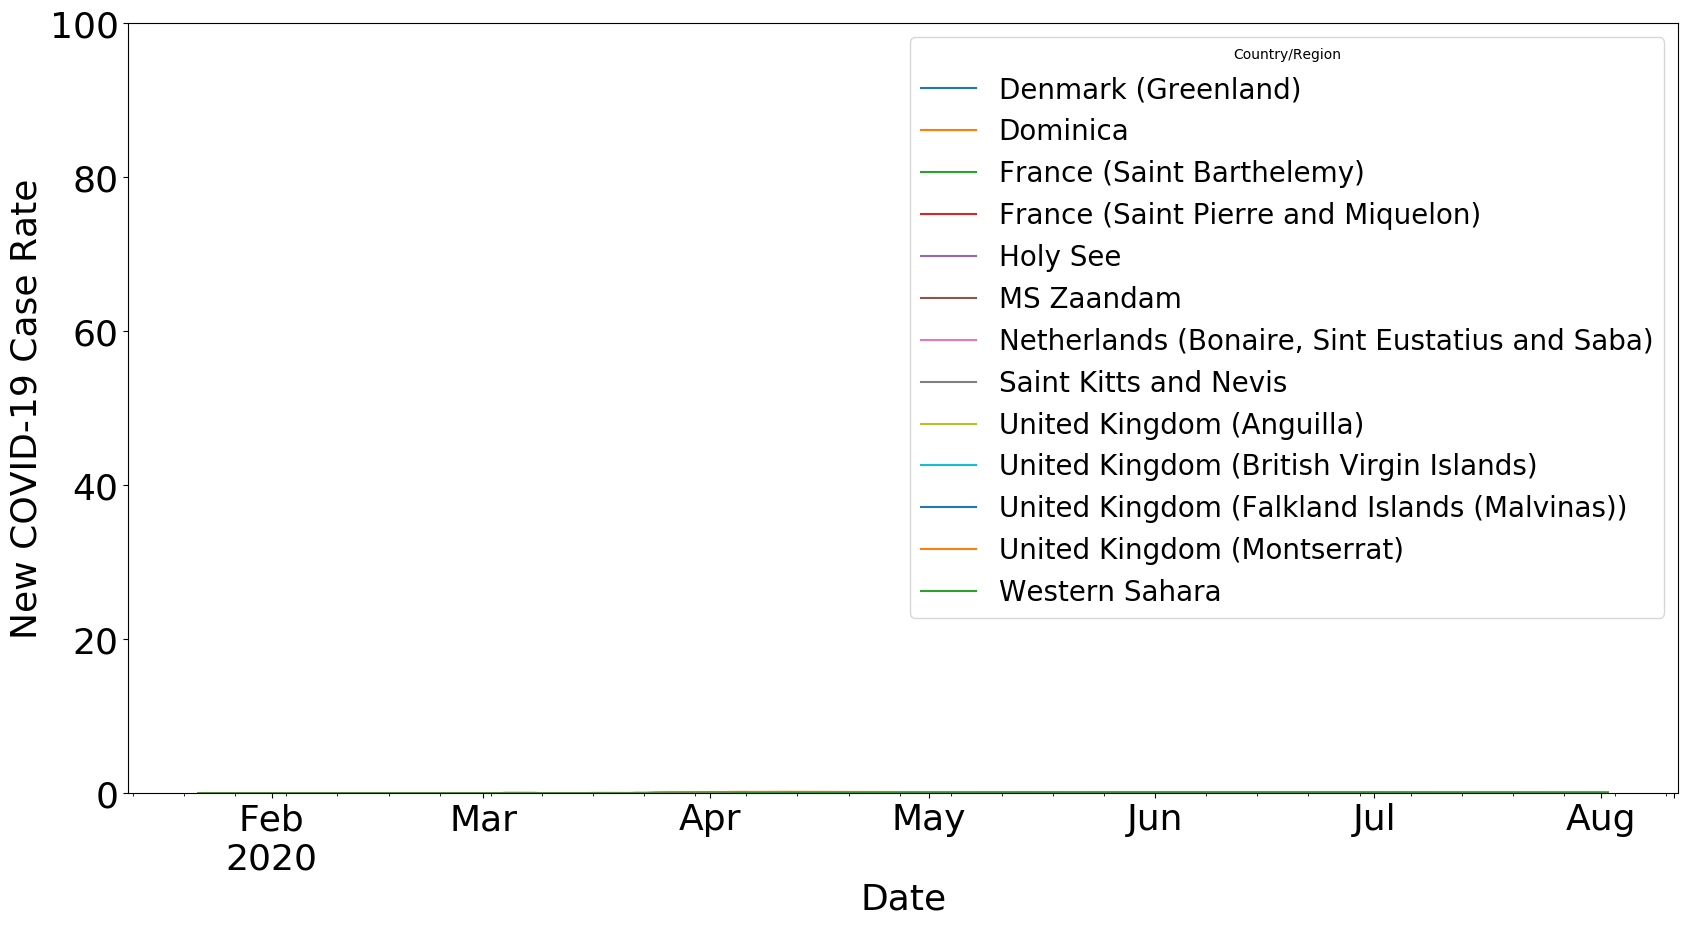 New COVID-19 Case Rate
100
80
60
40
20
0
Country/Region
Denmark (Greenland)
Dominica
France (Saint Barthelemy)
France (Saint Pierre and Miquelon)
Holy See
MS Zaandam
Netherlands (Bonaire, Sint Eustatius and Saba)
Saint Kitts and Nevis
United Kingdom (Anguilla)
United Kingdom (British Virgin Islands)
United Kingdom (Falkland Islands (Malvinas))
United Kingdom (Montserrat)
Western Sahara
Feb Mar Apr May Jun Jul Aug
2020
Date